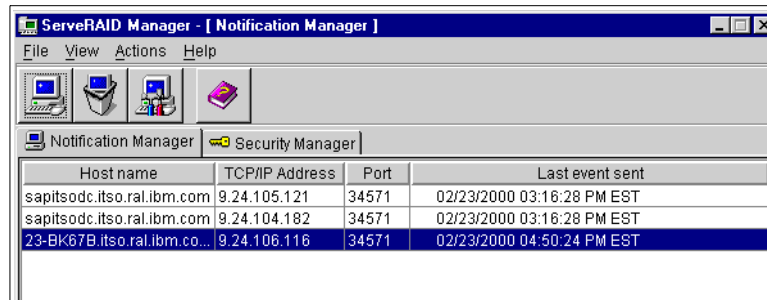 ServeRAID Manager - [ Notification Manager ]
File View Actions Help
Notification Manager Security Manager
Host name TCP/IP Address Port Last event sent
sapitsodc.itso.ral.ibm.com 9.24.105.121 34571 02/23/2000 03:16:28 PM EST
sapitsodc.itso.ral.ibm.com 9.24.104.182 34571 02/23/2000 03:16:28 PM EST
23-BK67B.itso.ral.ibm.co... 9.24.106.116 34571 02/23/2000 04:50:24 PM EST